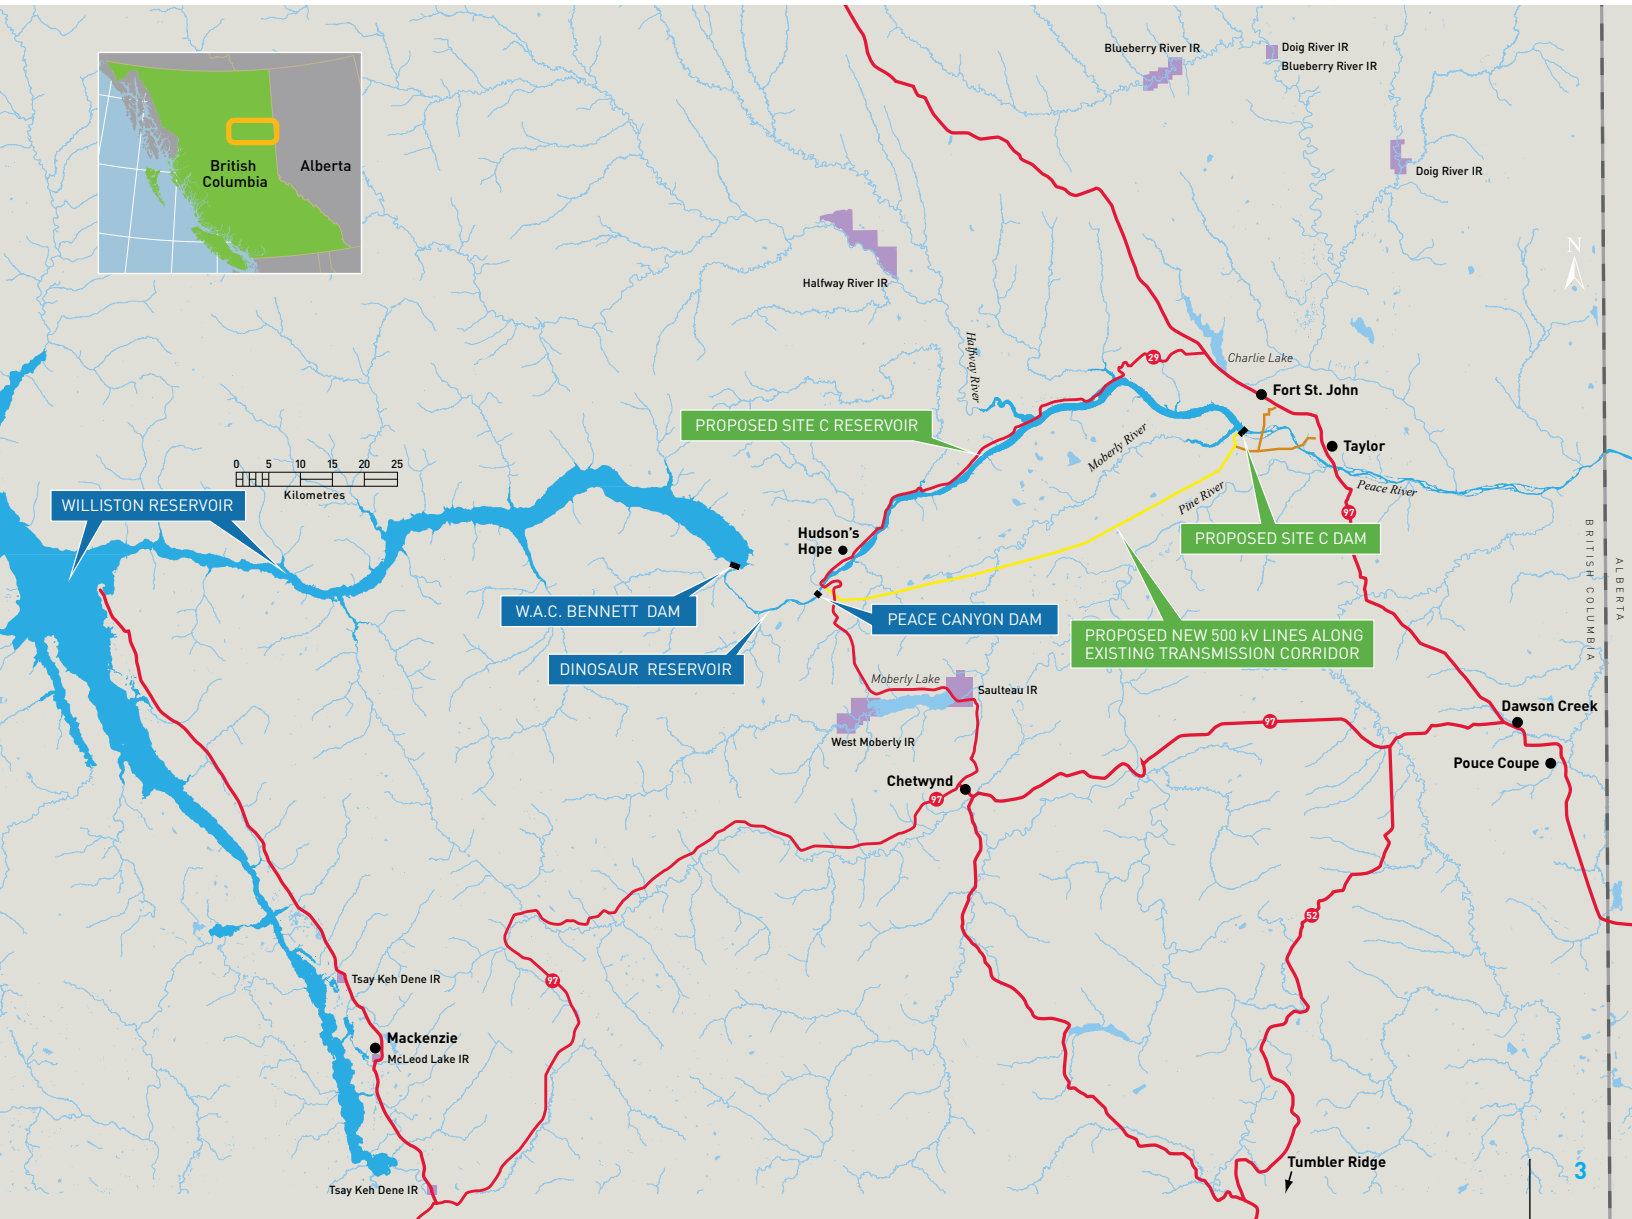 Blueberry River IR
Doig River IR
Blueberry River IR
British
Columbia
Alberta
Doig River IR
N
Halfway River IR
Halfway River
29
Charlie Lake
Fort St. John
PROPOSED SITE C RESERVOIR
Moberly River
Taylor
0 5 10 15 20 25
Kilometres
WILLISTON RESERVOIR
Pine River
Peace River
97
Hudson's
Hope
PROPOSED SITE C DAM
BRITISH COLUMBIA
ALBERTA
W.A.C. BENNETT DAM
PEACE CANYON DAM
PROPOSED NEW 500 kV LINES ALONG
EXISTING TRANSMISSION CORRIDOR
DINOSAUR RESERVOIR
Moberly Lake
Saulteau IR
West Moberly IR
97
Dawson Creek
Pouce Coupe
Chetwynd
97
52
Tsay Keh Dene IR
97
Mackenzie
McLeod Lake IR
Tumbler Ridge
3
Tsay Keh Dene IR